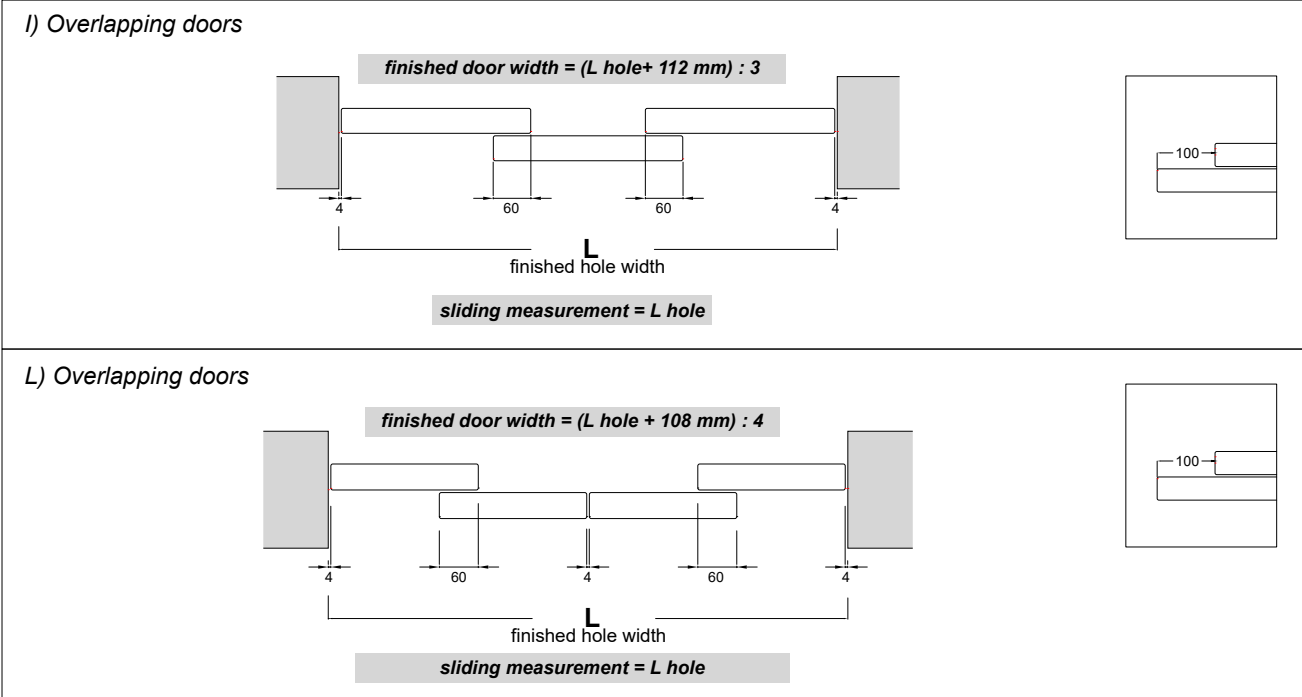 I) Overlapping doors
finished door width = (L hole+ 112 mm) : 3
100
4 60 60 4
L
finished hole width
sliding measurement = L hole
L) Overlapping doors
finished door width = (L hole + 108 mm) : 4
100
4 60 4 60 4
L
finished hole width
sliding measurement = L hole